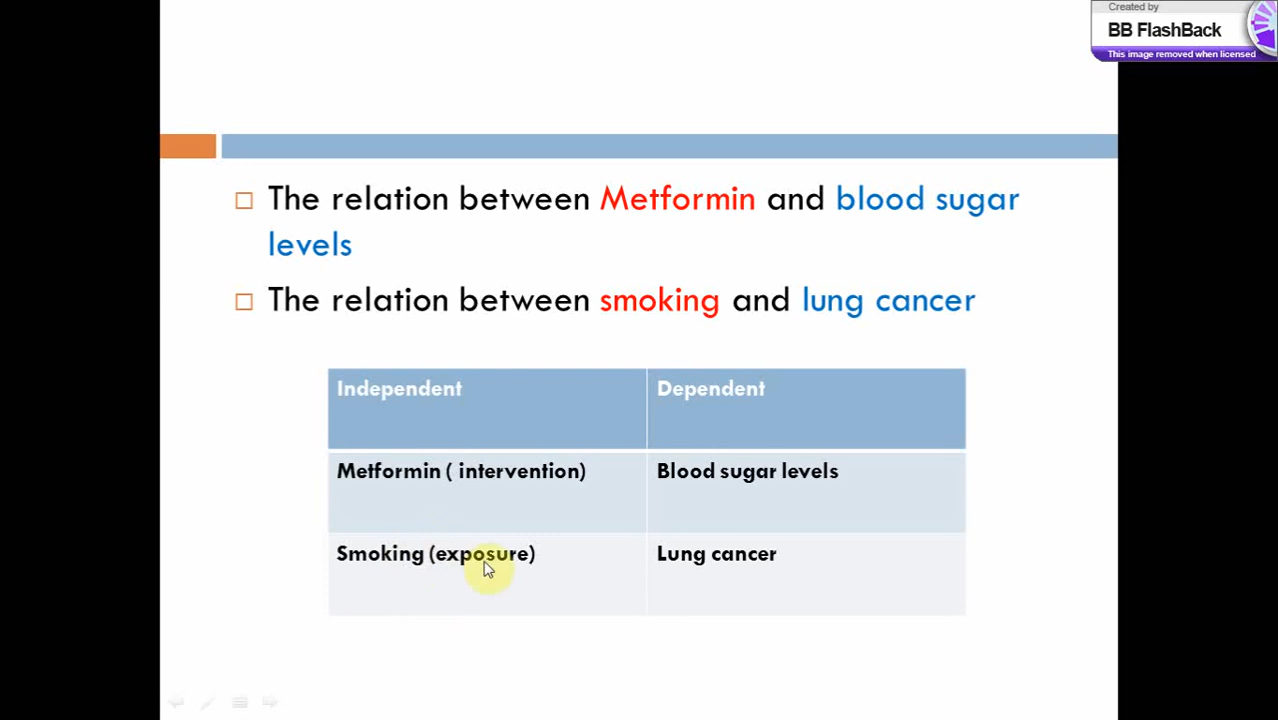 Created by
BB FlashBack
This image removed when licensed
The relation between Metformin and blood sugar
levels
The relation between smoking and lung cancer
Independent Dependent
Metformin ( intervention) Blood sugar levels
Smoking (exposure) Lung cancer